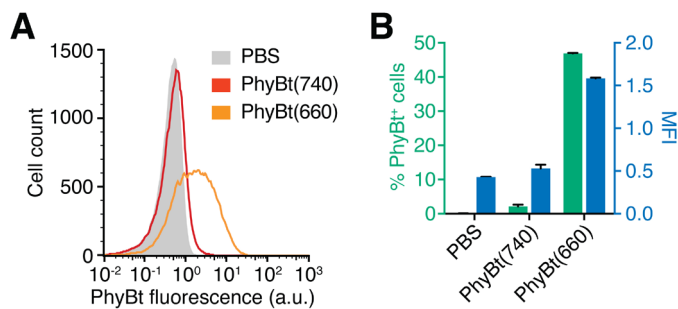 A
1500
1000
500
0
Cell count
10⁻² 10⁻¹ 10⁰ 10¹ 10² 10³
PhyBt fluorescence (a.u.)
PBS
PhyBt(740)
PhyBt(660)
B
50
40
30
20
10
0
% PhyBt⁺ cells
2.0
1.5
1.0
0.5
0.0
MFI
PBS
PhyBt(740)
PhyBt(660)